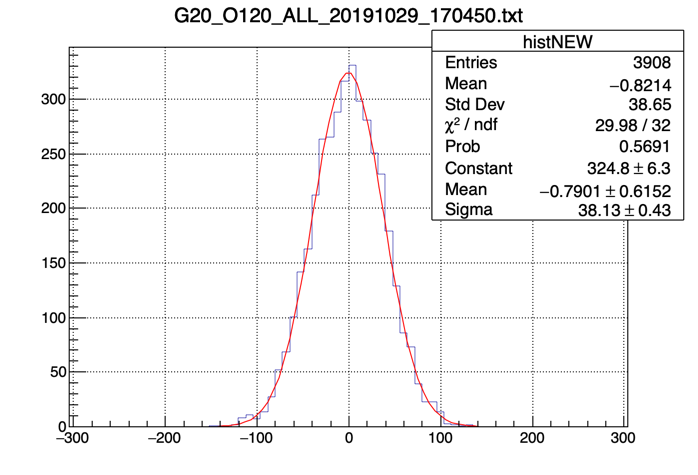 G20_O120_ALL_20191029_170450.txt
histNEW
Entries 3908
Mean −0.8214
Std Dev 38.65
χ² / ndf 29.98 / 32
Prob 0.5691
Constant 324.8 ± 6.3
Mean −0.7901 ± 0.6152
Sigma 38.13 ± 0.43
300
250
200
150
100
50
0
−300 −200 −100 0 100 200 300